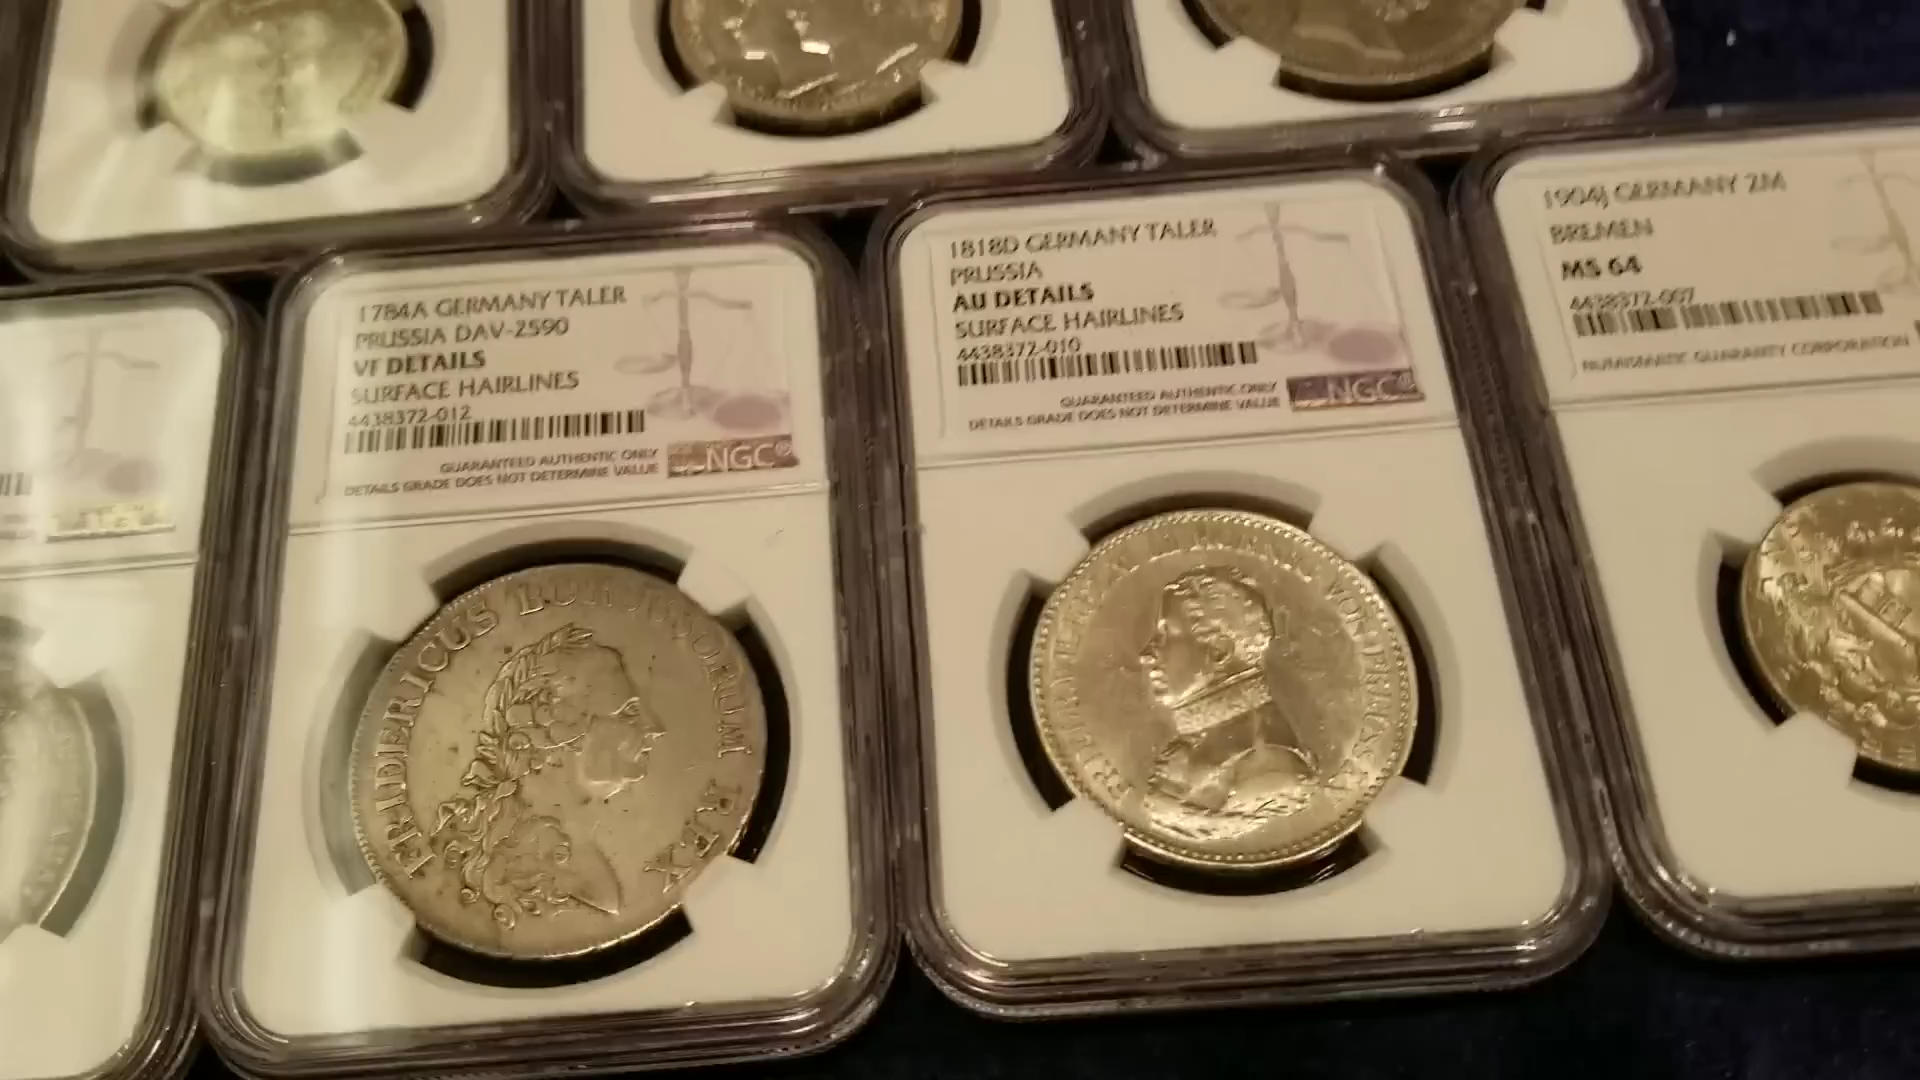 1784A GERMANY TALER
PRUSSIA DAV-2590
VF DETAILS
SURFACE HAIRLINES
4438372-012
GUARANTEED AUTHENTIC ONLY
DETAILS GRADE DOES NOT DETERMINE VALUE
NGC®
FRIDERICUS BORUSSORUM REX
1818D GERMANY TALER
PRUSSIA
AU DETAILS
SURFACE HAIRLINES
4438372-010
GUARANTEED AUTHENTIC ONLY
DETAILS GRADE DOES NOT DETERMINE VALUE
NGC®
VON PREUSSEN
1904J GERMANY 2M
BREMEN
MS 64
4438372-007
NUMISMATIC GUARANTY CORPORATION